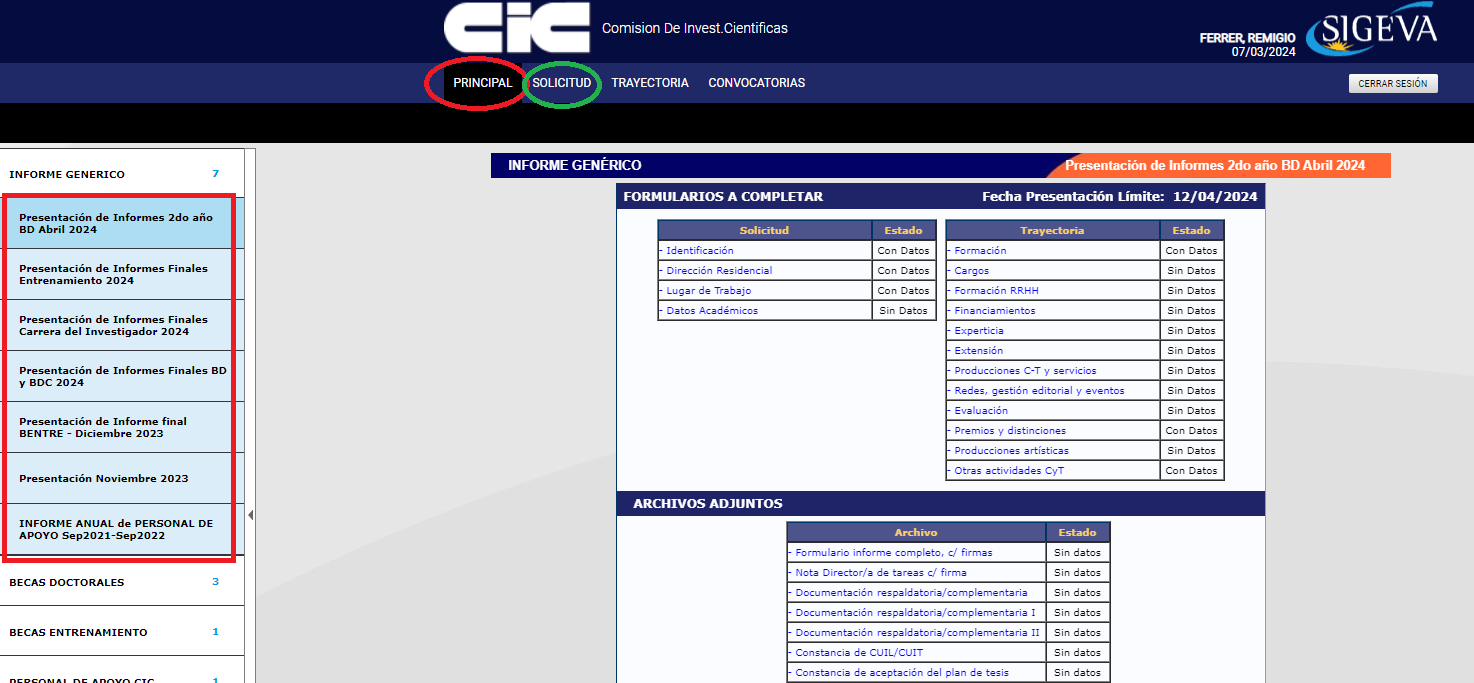 CIC Comision De Invest.Cientificas
FERRER, REMIGIO
07/03/2024
SIGEVA
PRINCIPAL SOLICITUD TRAYECTORIA CONVOCATORIAS
CERRAR SESIÓN
INFORME GENERICO 7
Presentación de Informes 2do año
BD Abril 2024
Presentación de Informes Finales
Entrenamiento 2024
Presentación de Informes Finales
Carrera del Investigador 2024
Presentación de Informes Finales BD
y BDC 2024
Presentación de Informe final
BENTRE - Diciembre 2023
Presentación Noviembre 2023
INFORME ANUAL de PERSONAL DE
APOYO Sep2021-Sep2022
BECAS DOCTORALES 3
BECAS ENTRENAMIENTO 1
PERSONAL DE APOYO CIC 1
INFORME GENÉRICO Presentación de Informes 2do año BD Abril 2024
FORMULARIOS A COMPLETAR Fecha Presentación Límite: 12/04/2024
Solicitud Estado
- Identificación Con Datos
- Dirección Residencial Con Datos
- Lugar de Trabajo Con Datos
- Datos Académicos Sin Datos
Trayectoria Estado
- Formación Con Datos
- Cargos Sin Datos
- Formación RRHH Sin Datos
- Financiamientos Sin Datos
- Experticia Sin Datos
- Extensión Sin Datos
- Producciones C-T y servicios Sin Datos
- Redes, gestión editorial y eventos Sin Datos
- Evaluación Sin Datos
- Premios y distinciones Con Datos
- Producciones artísticas Sin Datos
- Otras actividades CyT Con Datos
ARCHIVOS ADJUNTOS
Archivo Estado
- Formulario informe completo, c/ firmas Sin datos
- Nota Director/a de tareas c/ firma Sin datos
- Documentación respaldatoria/complementaria Sin datos
- Documentación respaldatoria/complementaria I Sin datos
- Documentación respaldatoria/complementaria II Sin datos
- Constancia de CUIL/CUIT Sin datos
- Constancia de aceptación del plan de tesis Sin datos